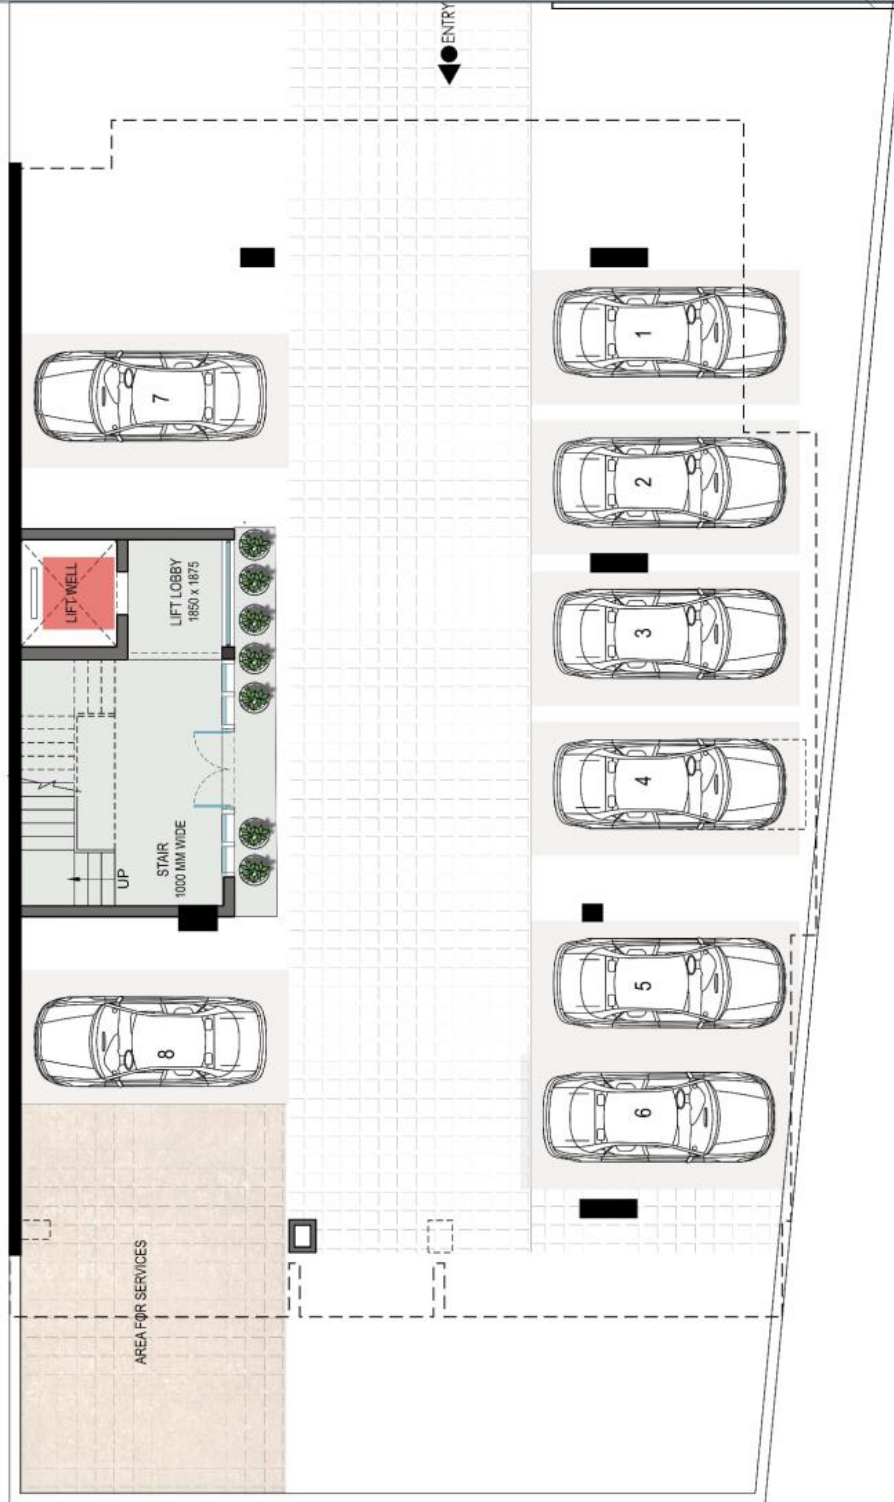 ENTRY
1
7
2
LIFT WELL
LIFT LOBBY
1850 x 1875
3
4
UP
STAIR
1000 MM WIDE
5
8
6
AREA FOR SERVICES